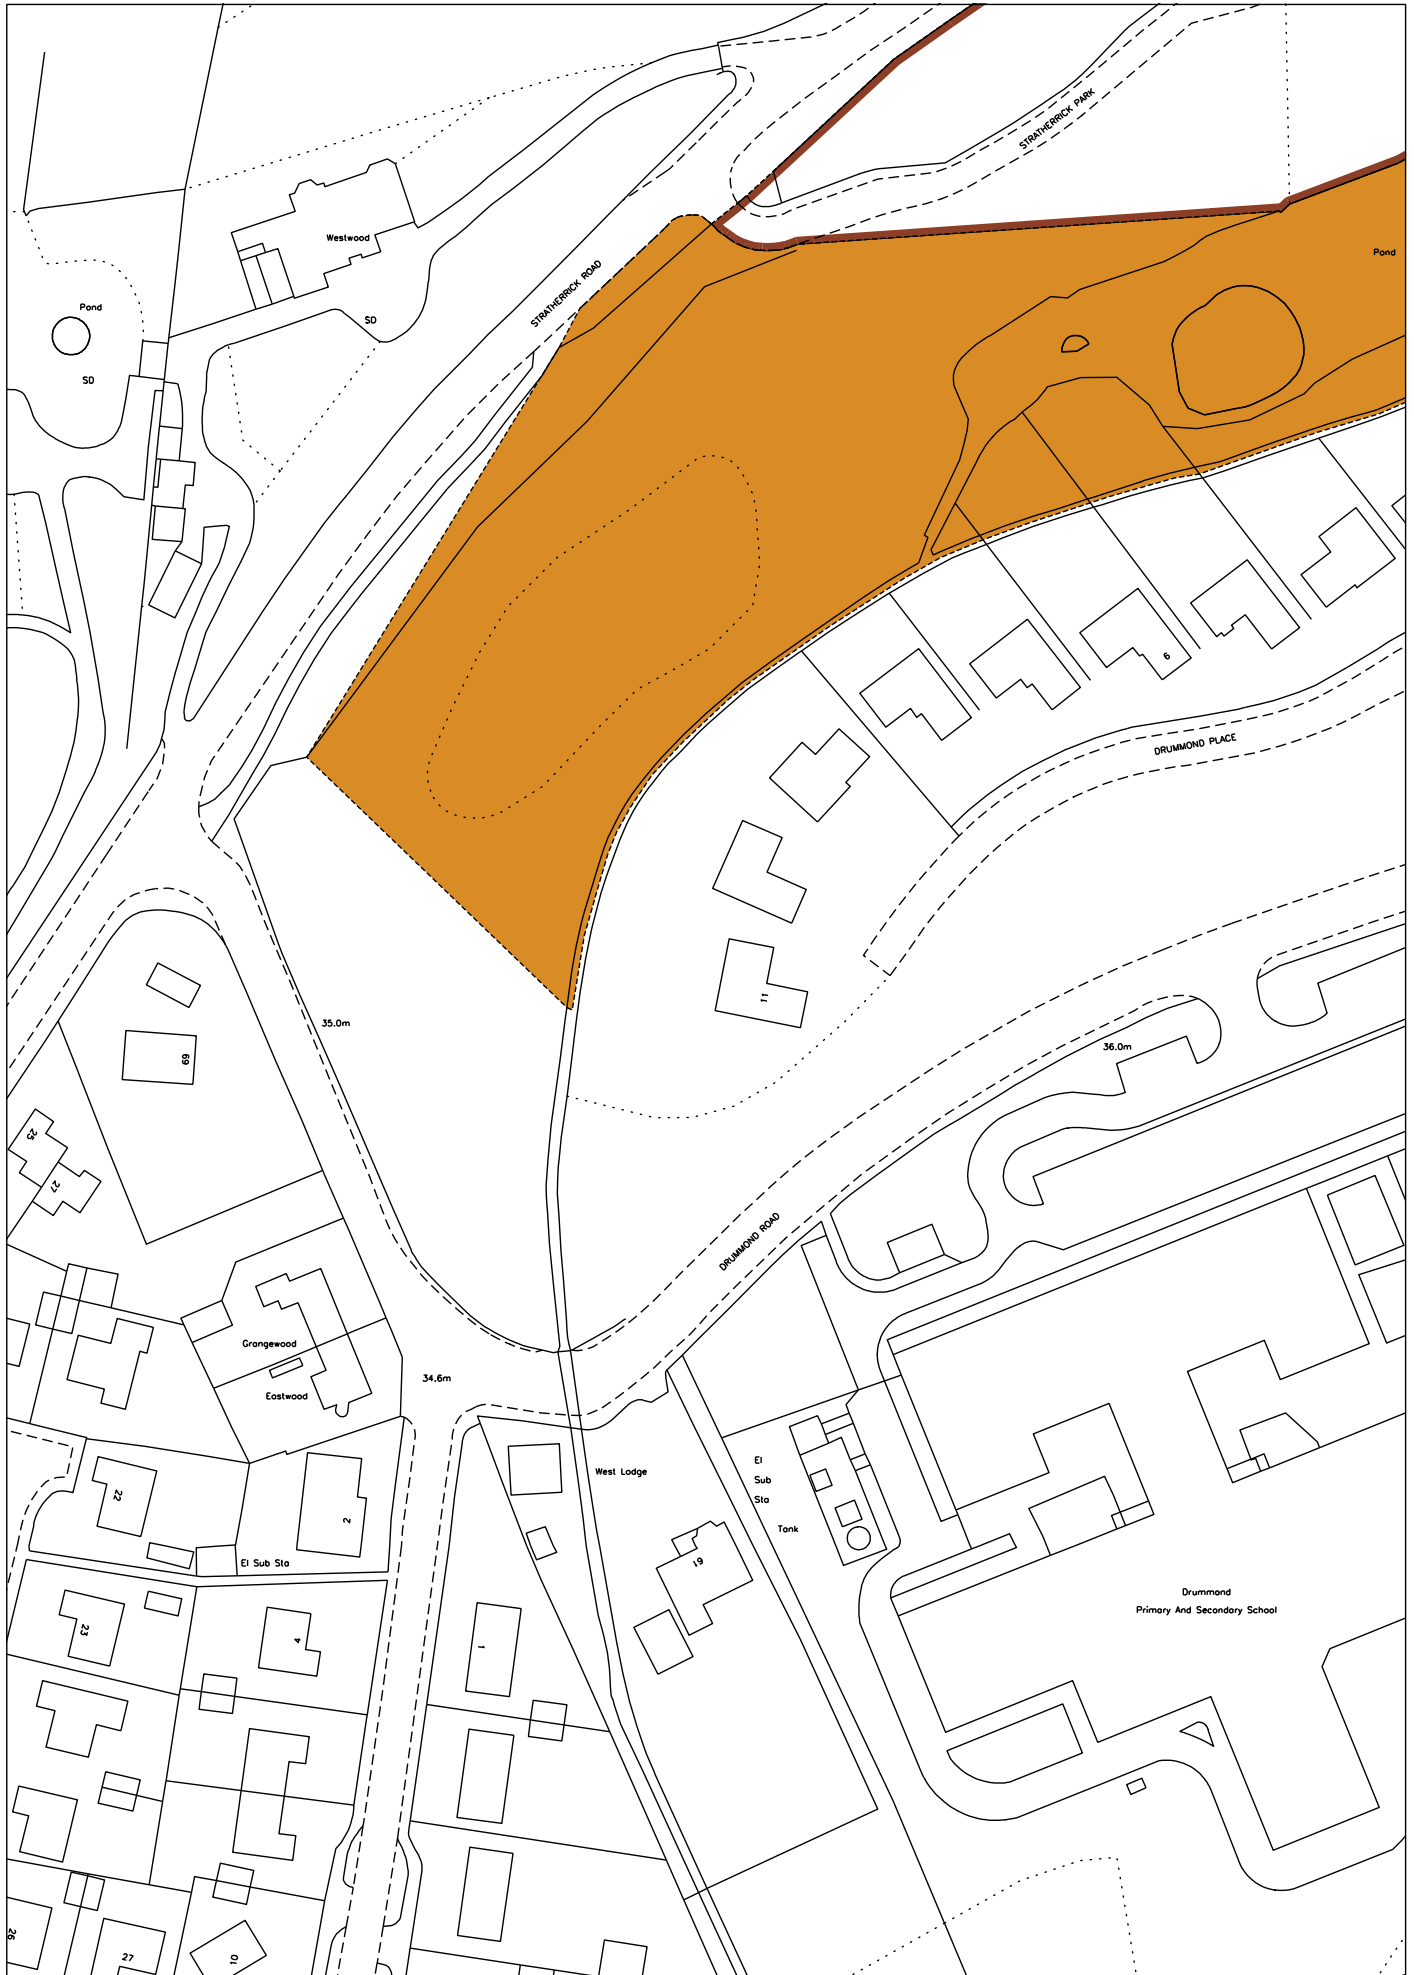 STRATHERRICK PARK
Westwood
Pond
STRATHERRICK ROAD
Pond
SD
SD
6
DRUMMOND PLACE
11
35.0m
36.0m
69
25
27
DRUMMOND ROAD
Grangewood
34.6m
Eastwood
West Lodge
El
Sub
Sta
22
2
Tank
El Sub Sta
19
Drummond
Primary And Secondary School
23
4
1
26
27
10